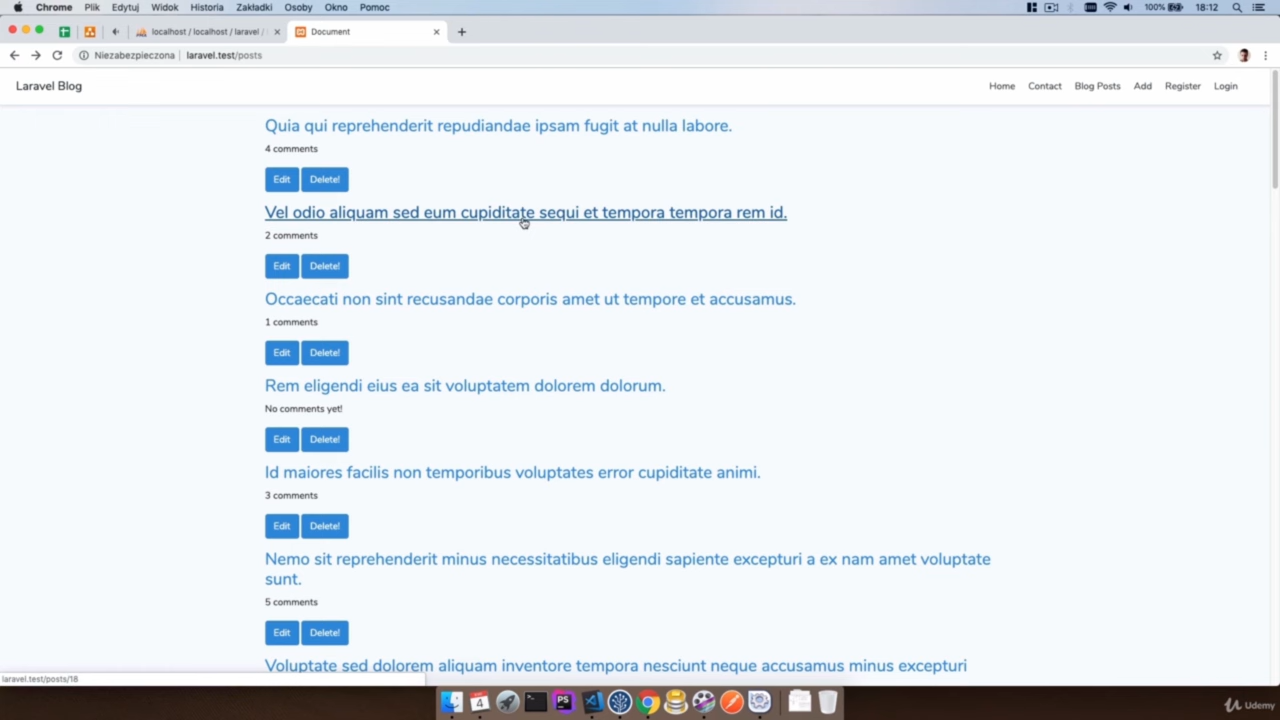 Chrome Plik Edytuj Widok Historia Zakładki Osoby Okno Pomoc 100% 18:12
localhost / localhost / laravel / Document
Niezabezpieczona laravel.test/posts
Laravel Blog Home Contact Blog Posts Add Register Login
Quia qui reprehenderit repudiandae ipsam fugit at nulla labore.
4 comments
Edit Delete!
Vel odio aliquam sed eum cupiditate sequi et tempora tempora rem id.
2 comments
Edit Delete!
Occaecati non sint recusandae corporis amet ut tempore et accusamus.
1 comments
Edit Delete!
Rem eligendi eius ea sit voluptatem dolorem dolorum.
No comments yet!
Edit Delete!
Id maiores facilis non temporibus voluptates error cupiditate animi.
3 comments
Edit Delete!
Nemo sit reprehenderit minus necessitatibus eligendi sapiente excepturi a ex nam amet voluptate
sunt.
5 comments
Edit Delete!
Voluptate sed dolorem aliquam inventore tempora nesciunt neque accusamus minus excepturi
laravel.test/posts/18
4
PS
Udemy